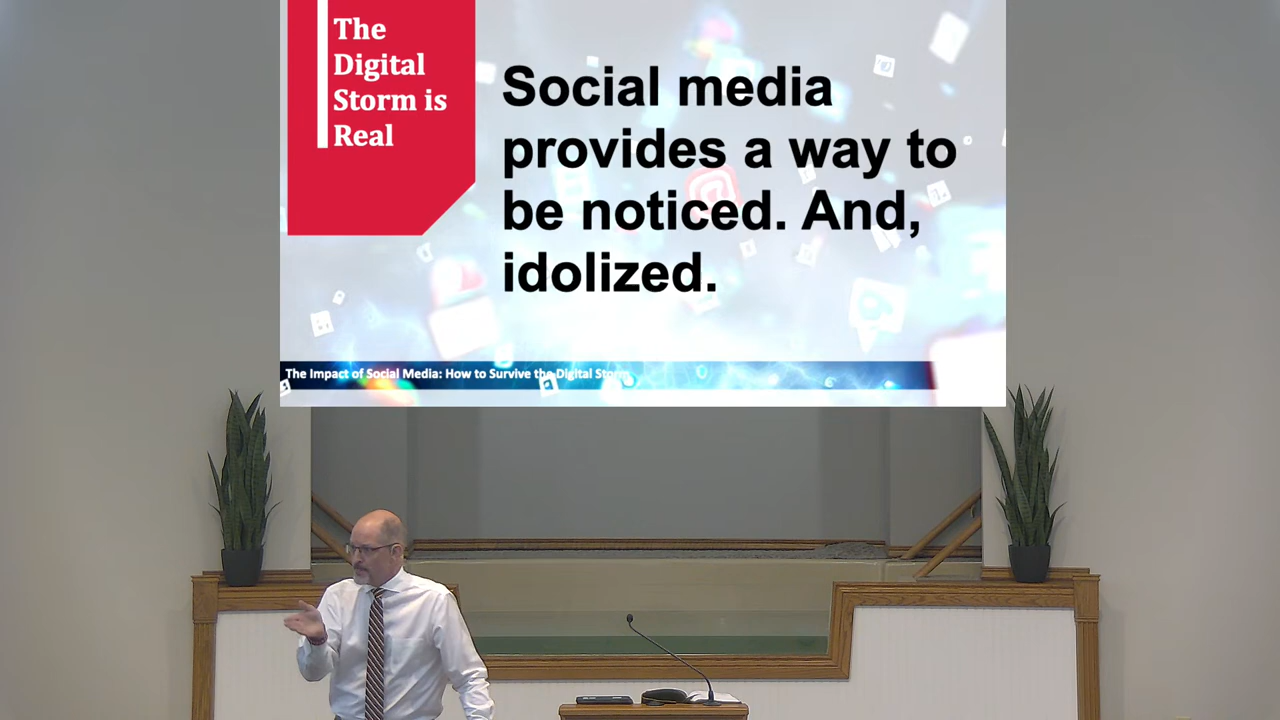 The
Digital
Storm is
Real
Social media
provides a way to
be noticed. And,
idolized.
The Impact of Social Media: How to Survive the Digital Storm